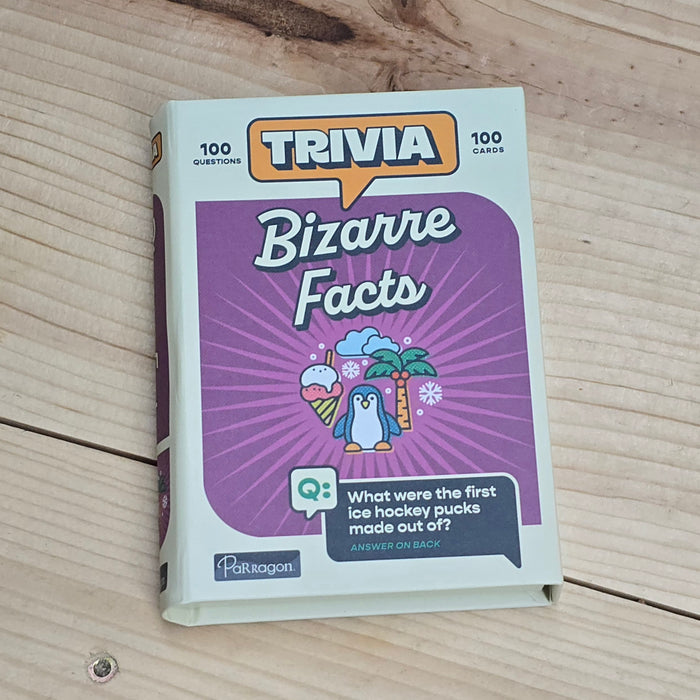 100
QUESTIONS
TRIVIA
100
CARDS
Bizarre
Facts
Q:
What were the first
ice hockey pucks
made out of?
ANSWER ON BACK
PaRRagon